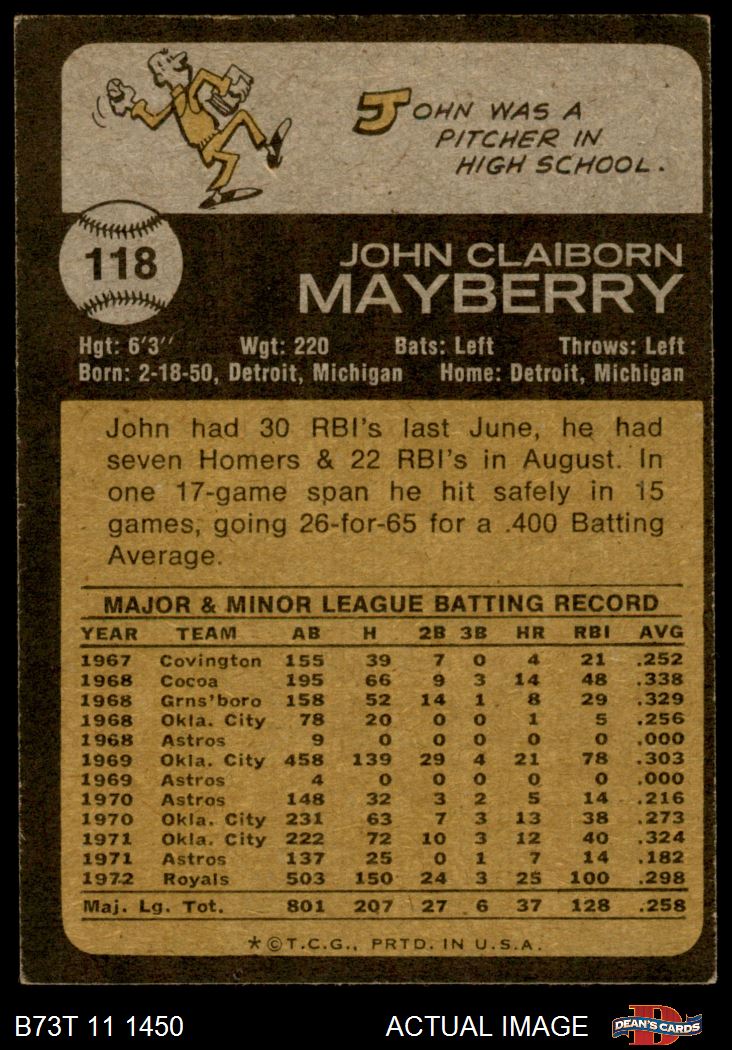 JOHN WAS A
PITCHER IN
HIGH SCHOOL.
118
JOHN CLAIBORN
MAYBERRY
Hgt: 6'3" Wgt: 220 Bats: Left Throws: Left
Born: 2-18-50, Detroit, Michigan Home: Detroit, Michigan
John had 30 RBI's last June, he had
seven Homers & 22 RBI's in August. In
one 17-game span he hit safely in 15
games, going 26-for-65 for a .400 Batting
Average.
MAJOR & MINOR LEAGUE BATTING RECORD
YEAR TEAM AB H 2B 3B HR RBI AVG
1967 Covington 155 39 7 0 4 21 .252
1968 Cocoa 195 66 9 3 14 48 .338
1968 Grns'boro 158 52 14 1 8 29 .329
1968 Okla. City 78 20 0 0 1 5 .256
1968 Astros 9 0 0 0 0 0 .000
1969 Okla. City 458 139 29 4 21 78 .303
1969 Astros 4 0 0 0 0 0 .000
1970 Astros 148 32 3 2 5 14 .216
1970 Okla. City 231 63 7 3 13 38 .273
1971 Okla. City 222 72 10 3 12 40 .324
1971 Astros 137 25 0 1 7 14 .182
1972 Royals 503 150 24 3 25 100 .298
Maj. Lg. Tot. 801 207 27 6 37 128 .258
*©T.C.G., PRTD. IN U.S.A.
B73T 11 1450 ACTUAL IMAGE D DEAN'S CARDS